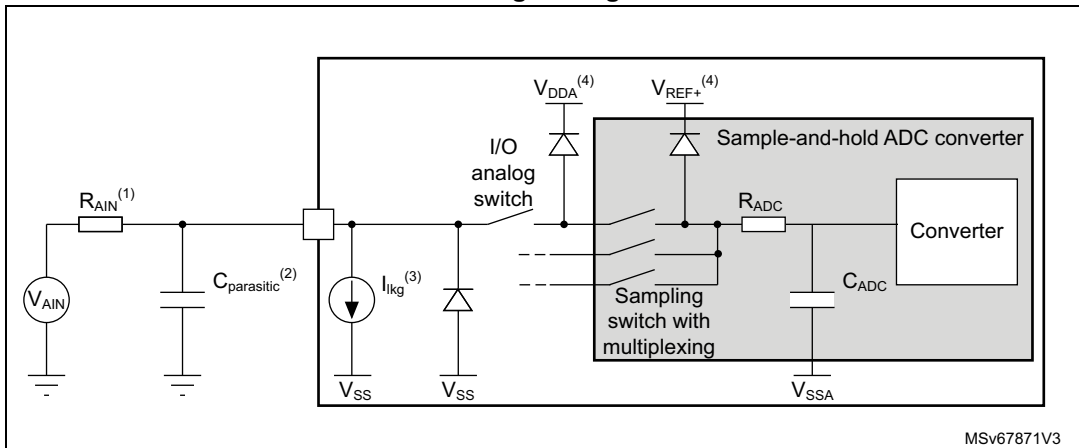 V_DDA^(4)
V_REF+^(4)
Sample-and-hold ADC converter
I/O
analog
switch
R_AIN^(1)
R_ADC
Converter
C_parasitic^(2)
I_lkg^(3)
V_AIN
C_ADC
Sampling
switch with
multiplexing
V_SS
V_SS
V_SSA
MSv67871V3